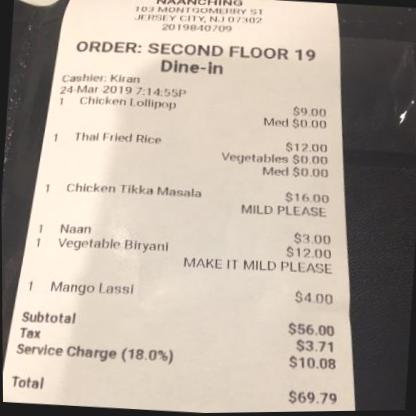 NAANCHING
103 MONTGOMERRY ST
JERSEY CITY, NJ 07302
2019840709
ORDER: SECOND FLOOR 19
Dine-in
Cashier: Kiran
24-Mar-2019 7:14:55P
1 Chicken Lollipop $9.00
Med $0.00
1 Thai Fried Rice $12.00
Vegetables $0.00
Med $0.00
1 Chicken Tikka Masala $16.00
MILD PLEASE
1 Naan $3.00
1 Vegetable Biryani $12.00
MAKE IT MILD PLEASE
1 Mango Lassi $4.00
Subtotal $56.00
Tax $3.71
Service Charge (18.0%) $10.08
Total $69.79